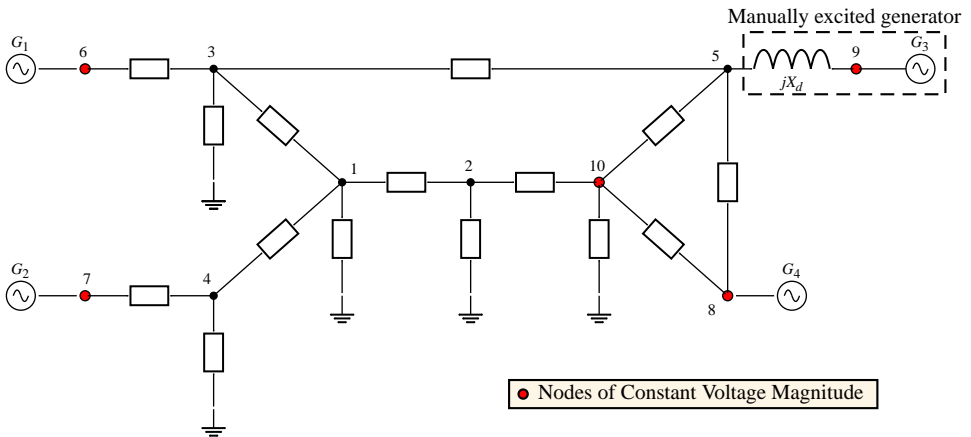 Manually excited generator
G1
6
3
5
9
G3
jXd
1
2
10
G2
7
4
G4
8
Nodes of Constant Voltage Magnitude